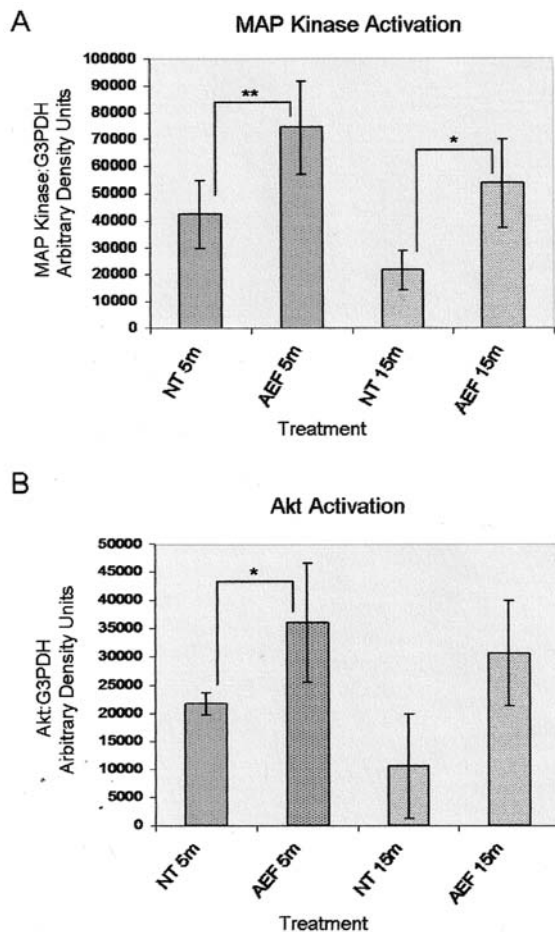 A
MAP Kinase Activation
MAP Kinase:G3PDH
Arbitrary Density Units
100000
90000
80000
70000
60000
50000
40000
30000
20000
10000
0
**
*
NT 5m
AEF 5m
NT 15m
AEF 15m
Treatment
B
Akt Activation
Akt:G3PDH
Arbitrary Density Units
50000
45000
40000
35000
30000
25000
20000
15000
10000
5000
0
*
NT 5m
AEF 5m
NT 15m
AEF 15m
Treatment